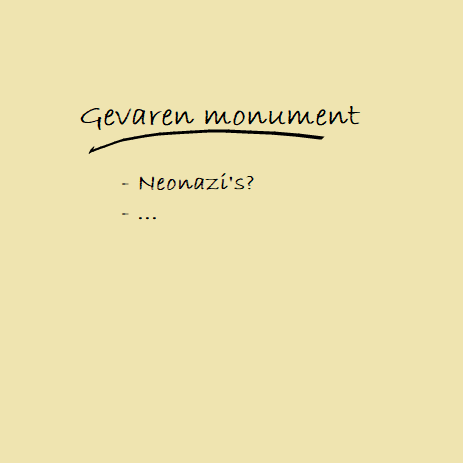 Gevaren monument
- Neonazi's?
- ...